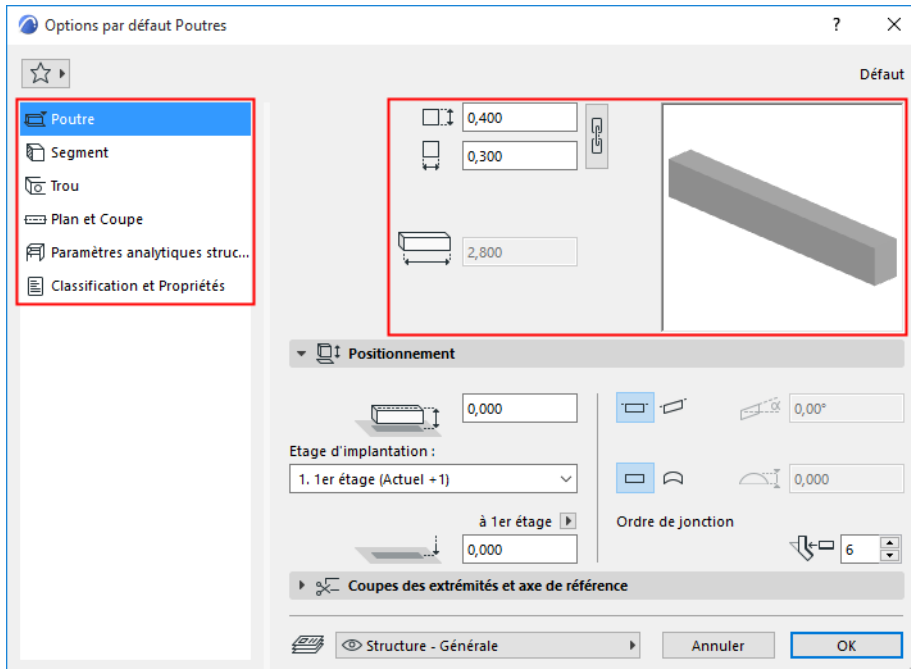 Options par défaut Poutres
Défaut
Poutre
Segment
Trou
Plan et Coupe
Paramètres analytiques struc...
Classification et Propriétés
0,400
0,300
2,800
Positionnement
0,000
Etage d'implantation :
1. 1er étage (Actuel +1)
à 1er étage
0,000
α 0,00°
0,000
Ordre de jonction
6
Coupes des extrémités et axe de référence
Structure - Générale
Annuler
OK